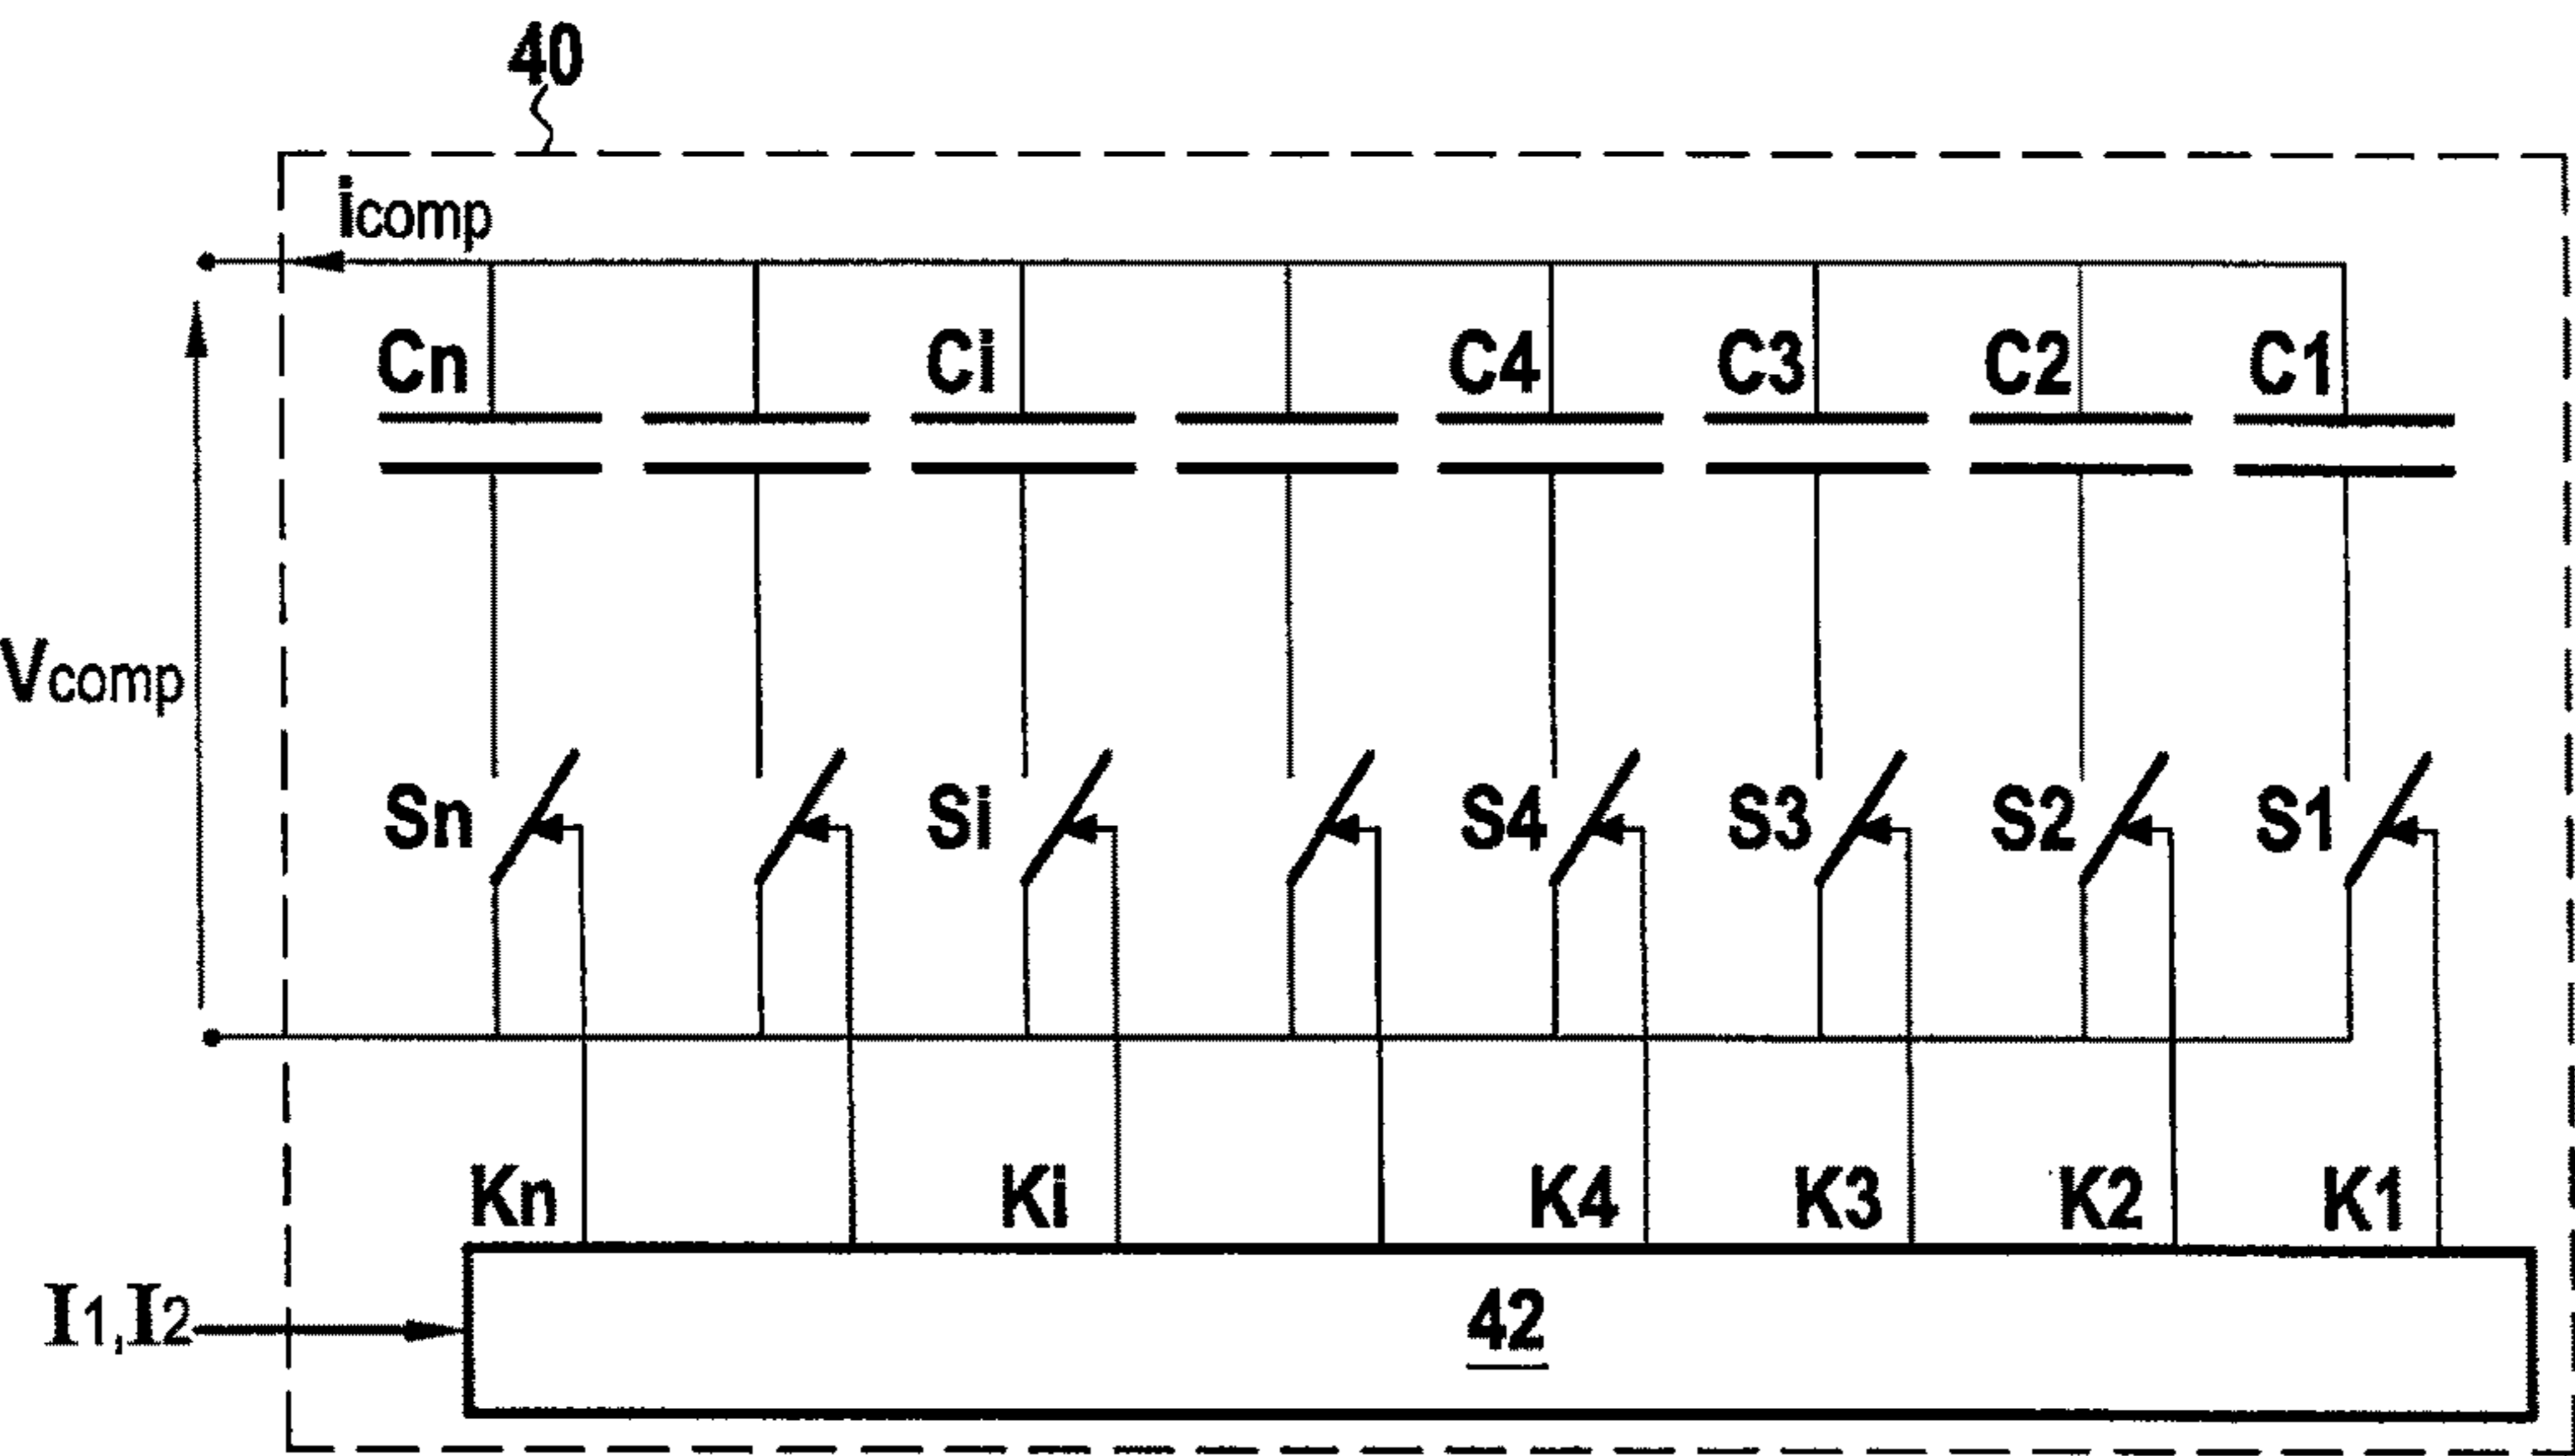 40
icomp
Cn Ci C4 C3 C2 C1
Vcomp
Sn Si S4 S3 S2 S1
Kn Ki K4 K3 K2 K1
I1,I2
42